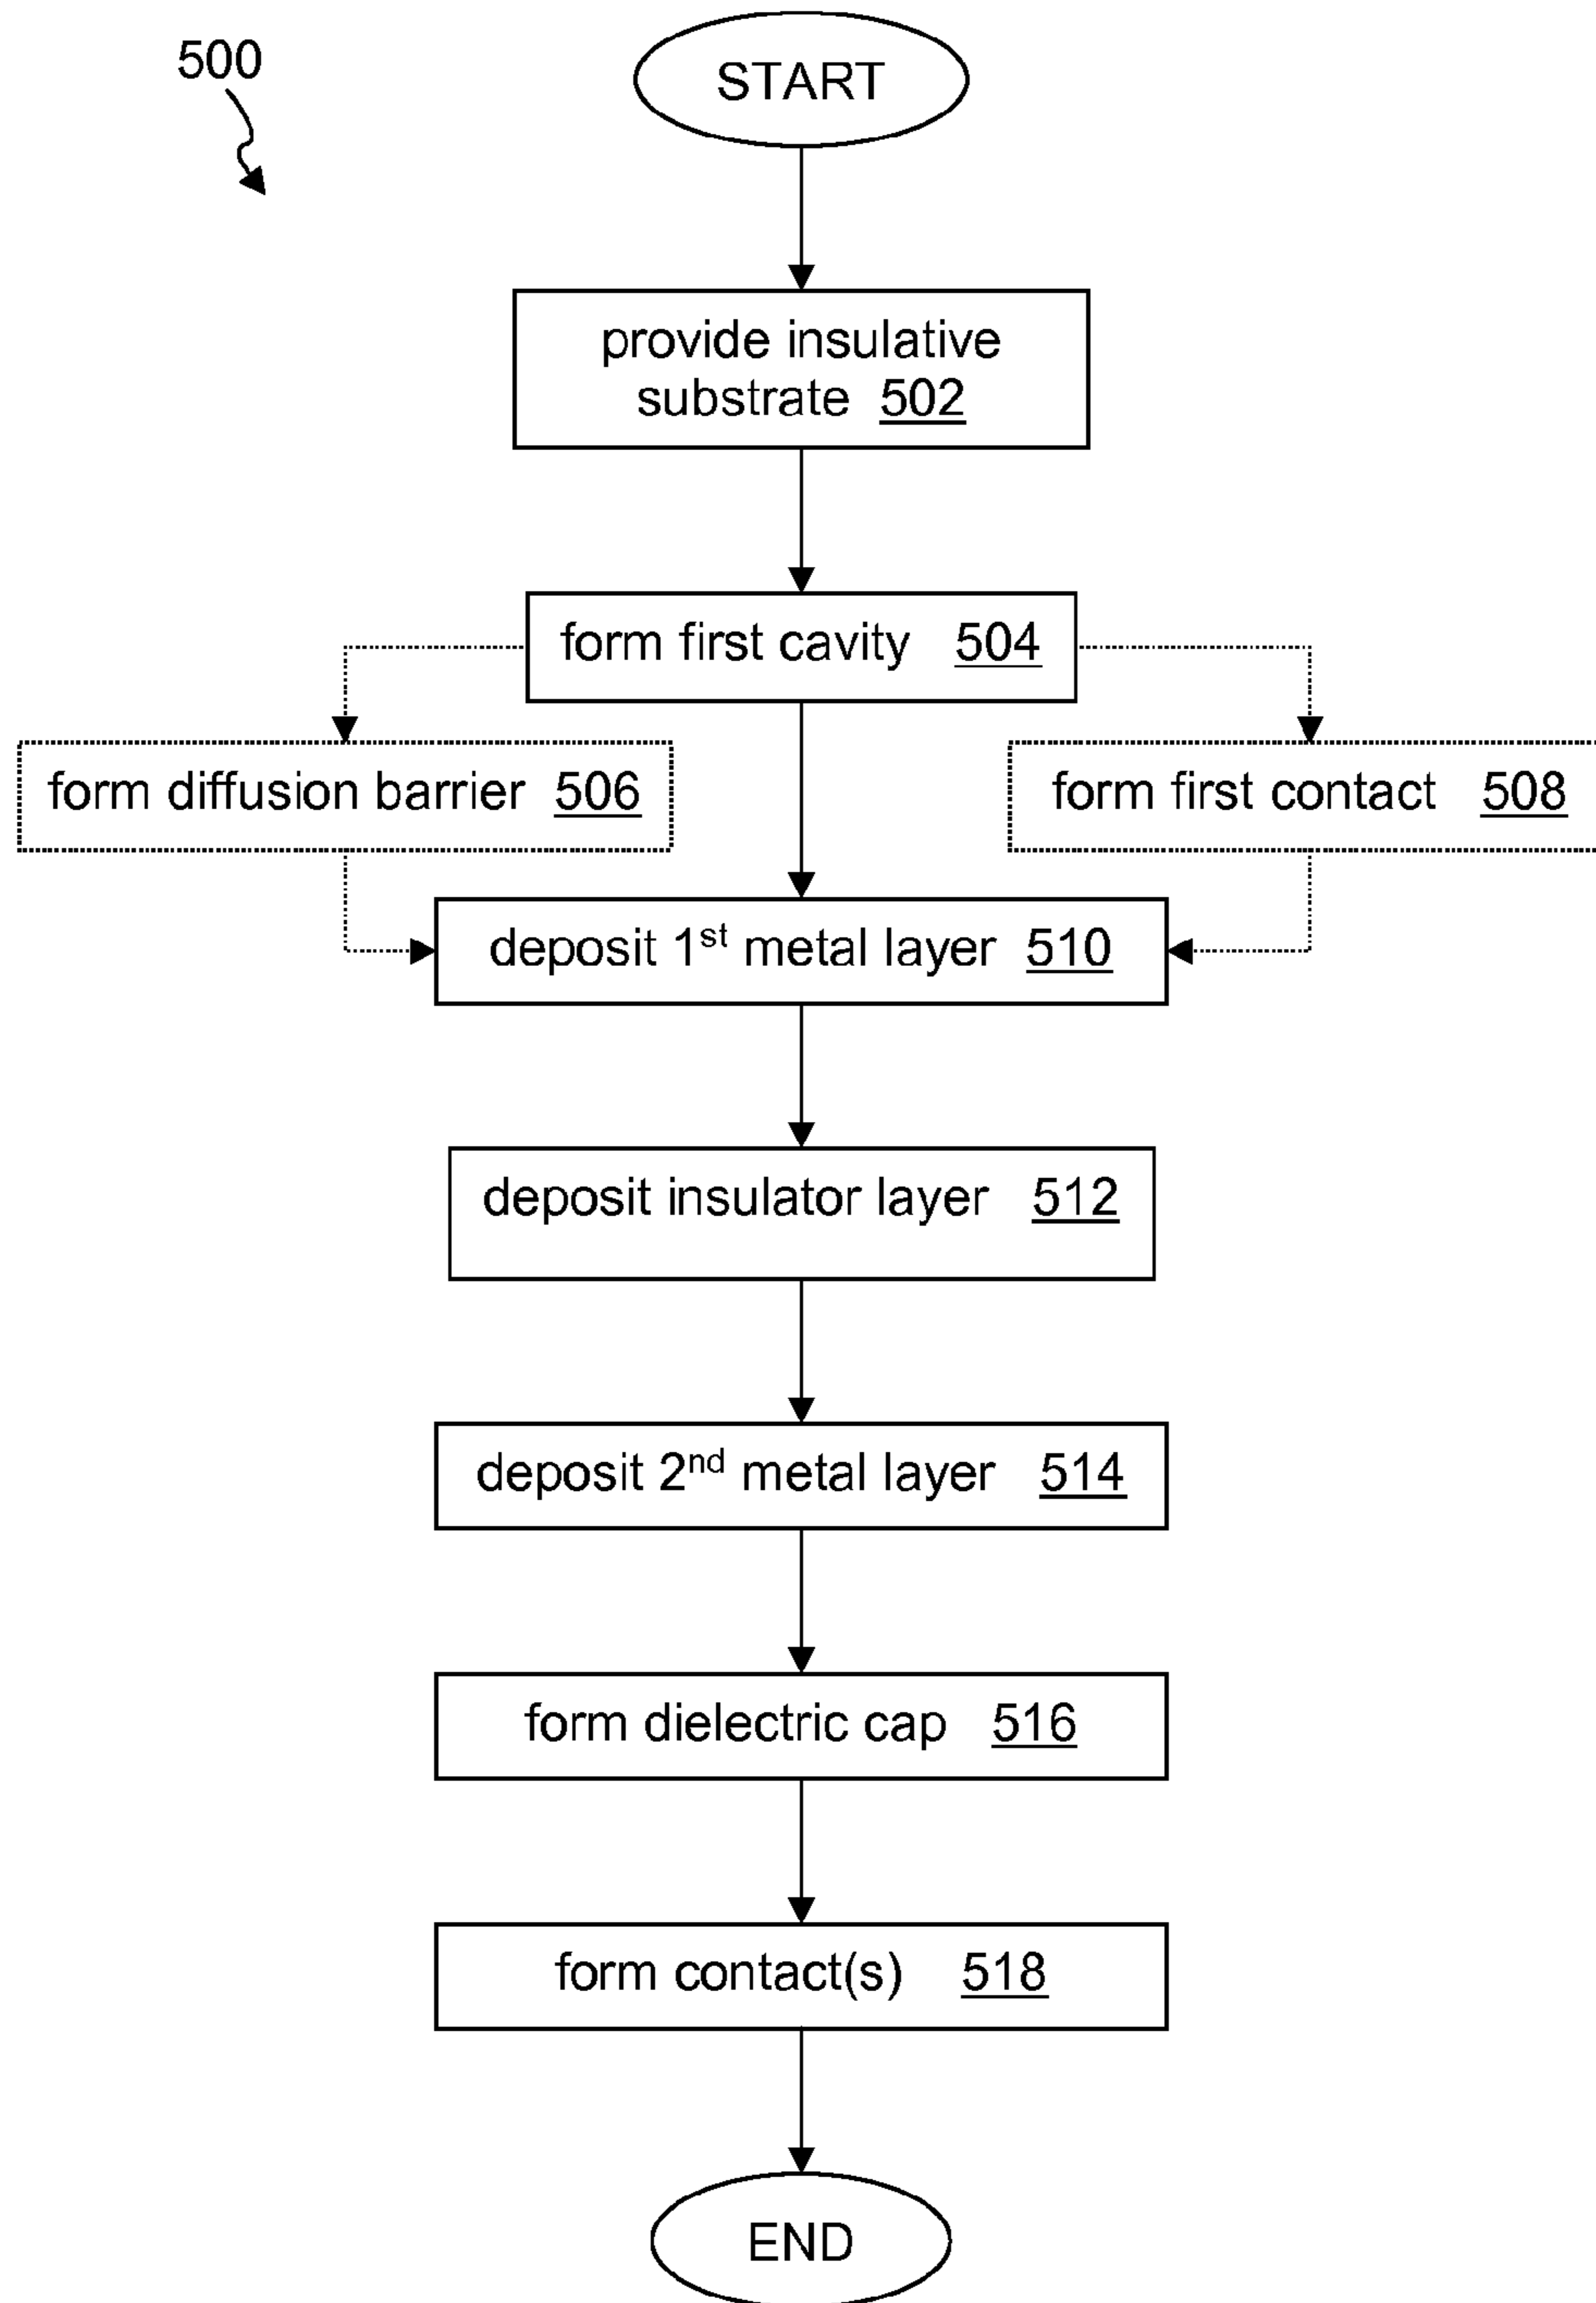 500
START
provide insulative
substrate 502
form first cavity 504
form diffusion barrier 506
form first contact 508
deposit 1st metal layer 510
deposit insulator layer 512
deposit 2nd metal layer 514
form dielectric cap 516
form contact(s) 518
END